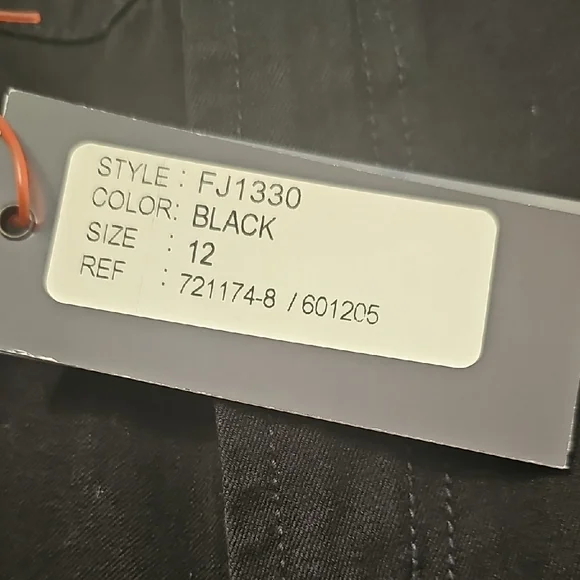 STYLE : FJ1330
COLOR: BLACK
SIZE : 12
REF : 721174-8 / 601205